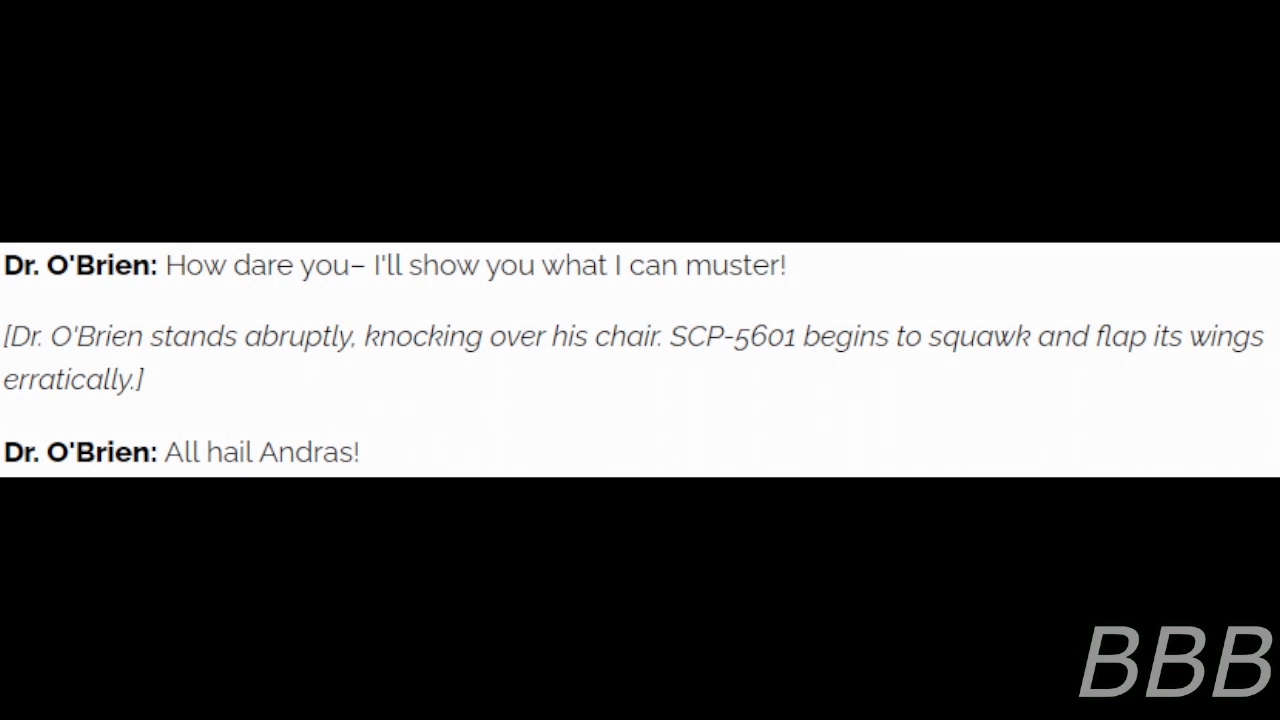 Dr. O'Brien: How dare you– I'll show you what I can muster!
[Dr. O'Brien stands abruptly, knocking over his chair. SCP-5601 begins to squawk and flap its wings
erratically.]
Dr. O'Brien: All hail Andras!
BBB